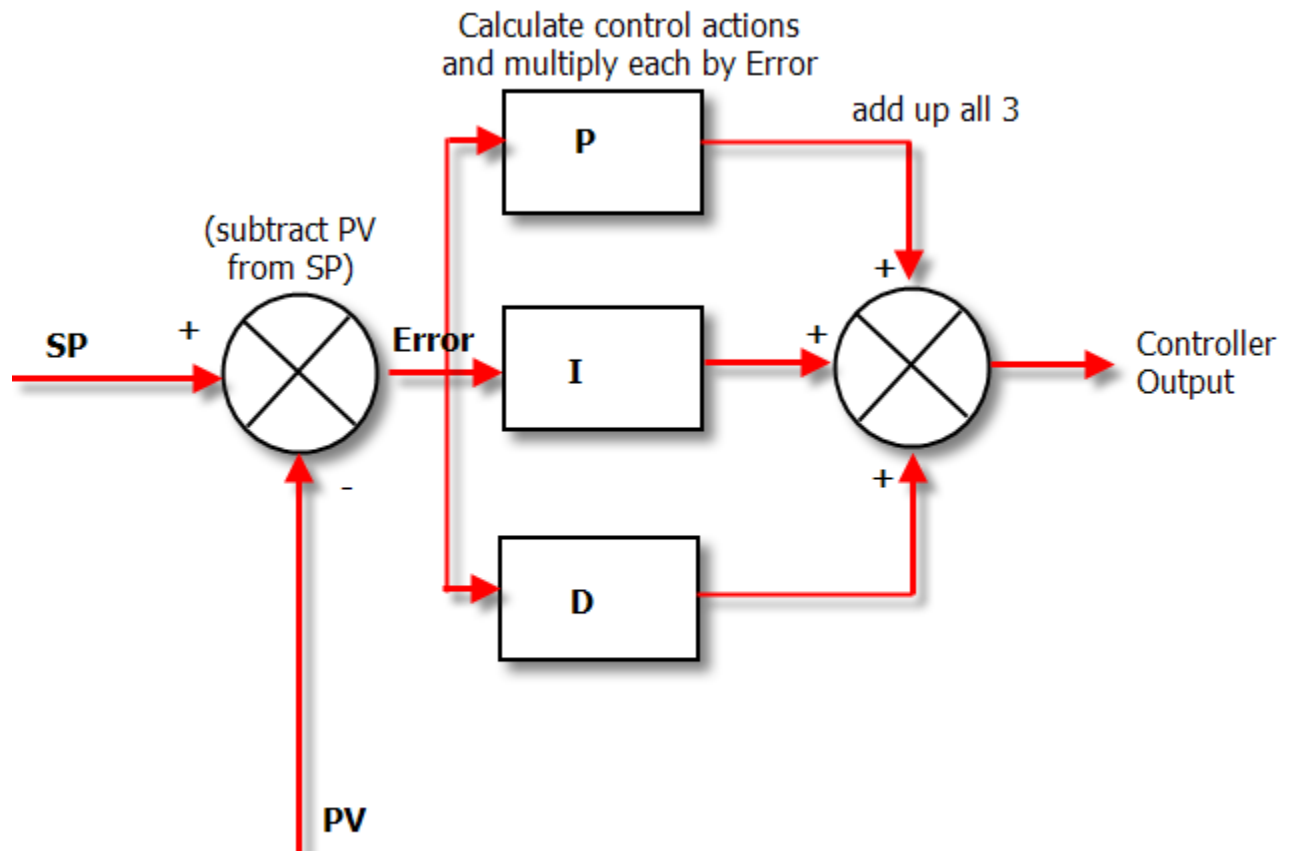 Calculate control actions
and multiply each by Error
add up all 3
P
(subtract PV
from SP)
+
+
SP
Error
+
I
Controller
Output
+
-
D
PV